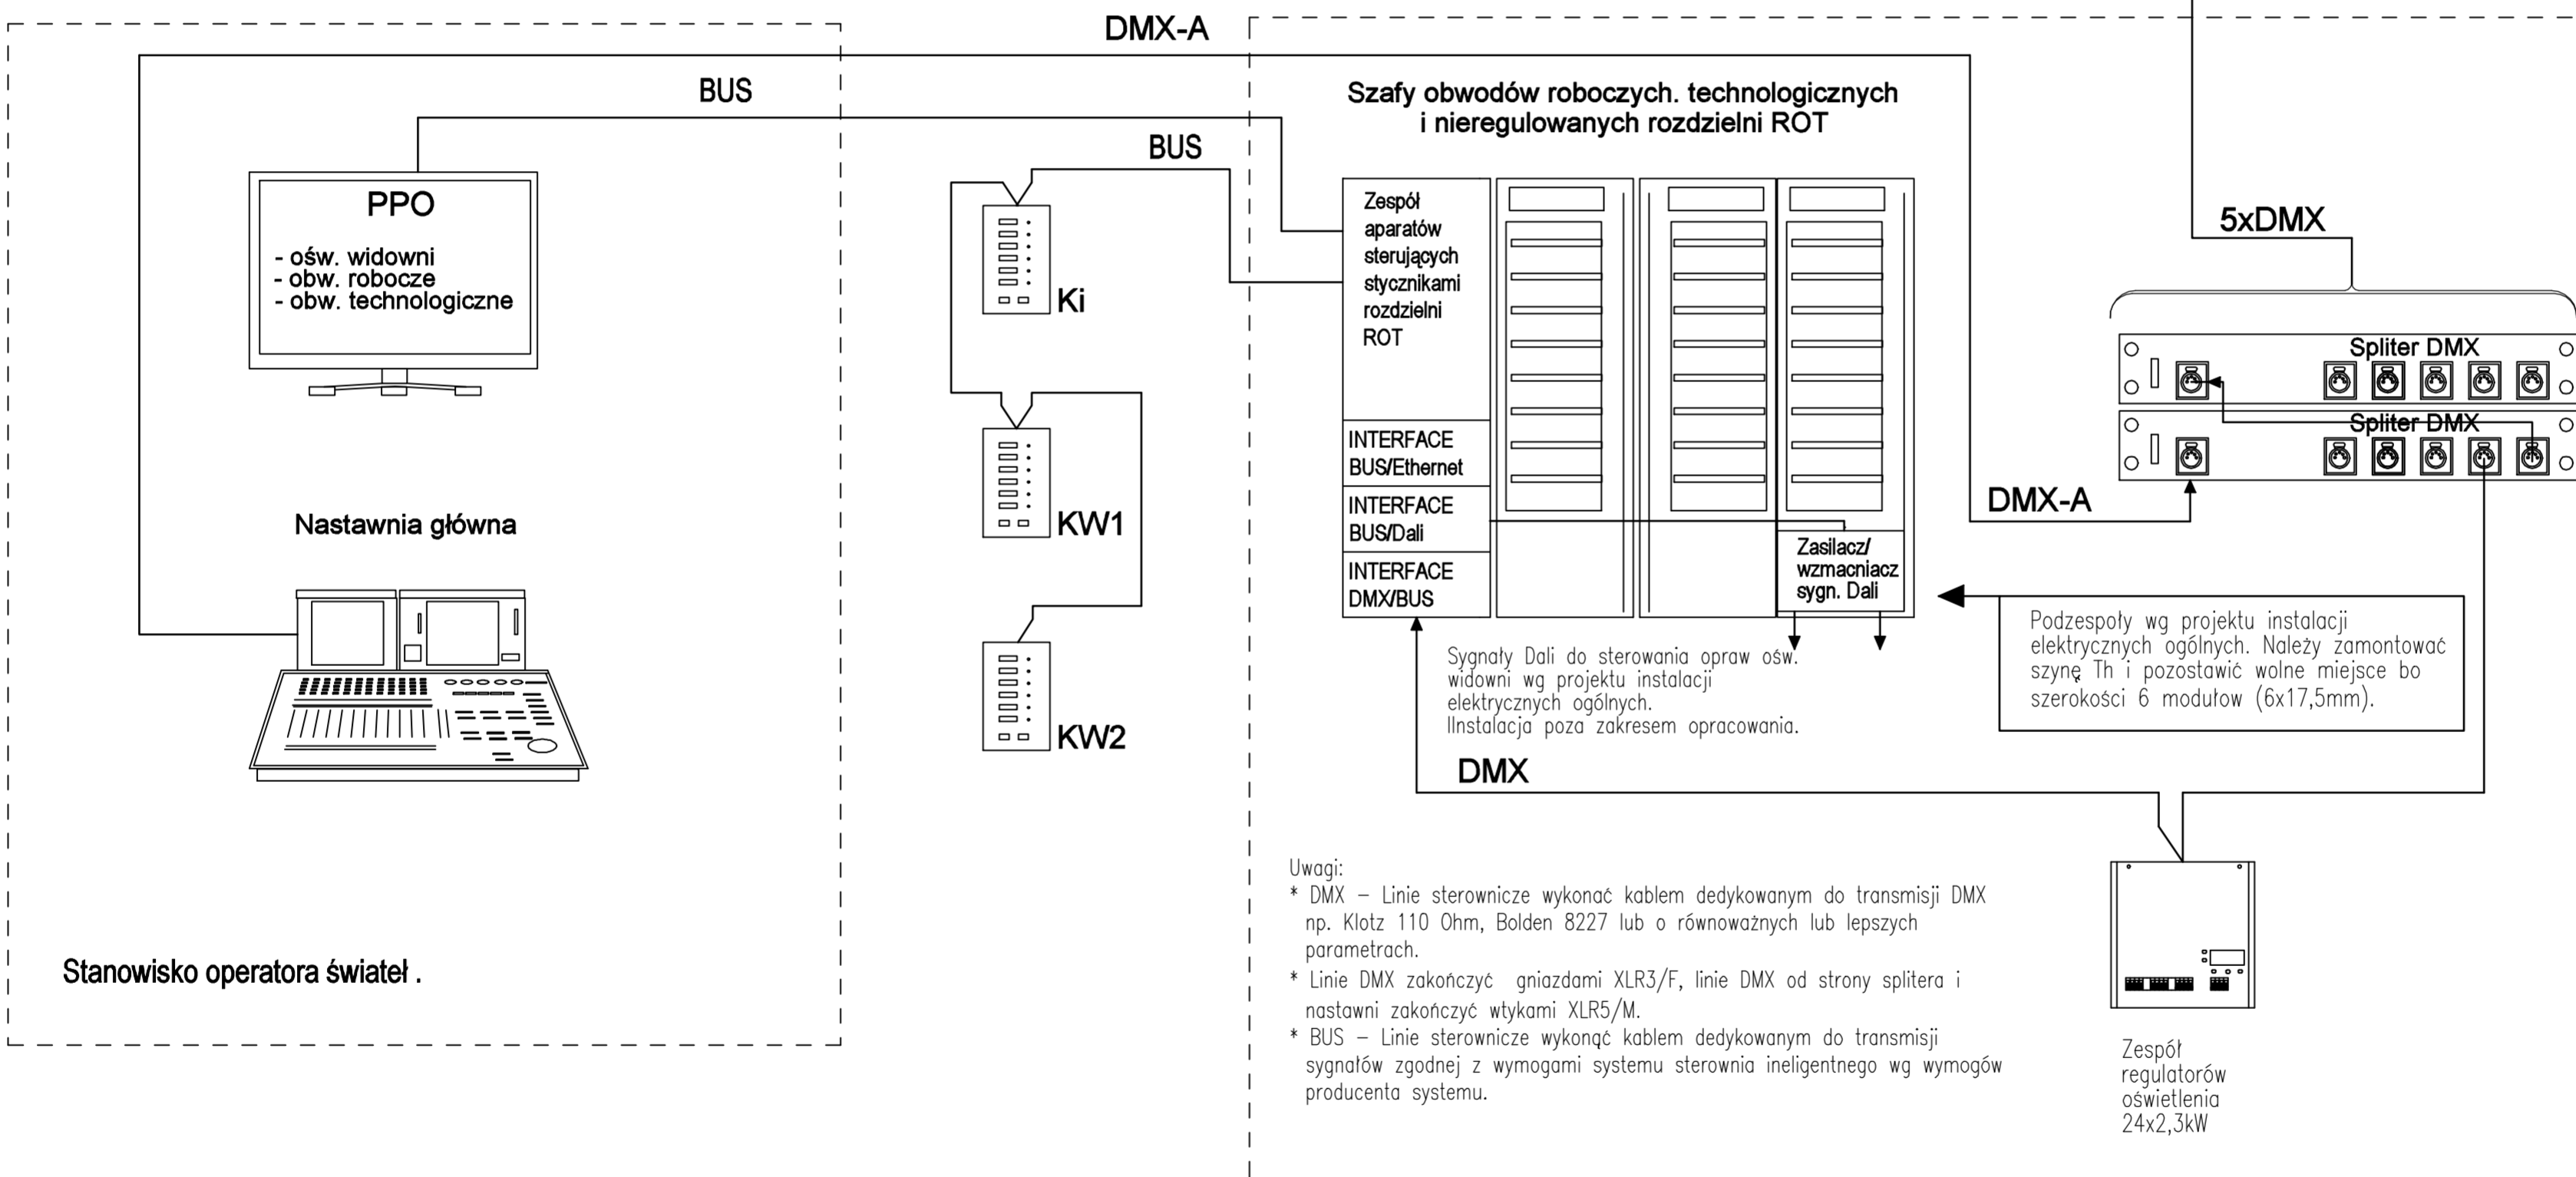 DMX-A
BUS
BUS
PPO
- ośw. widowni
- obw. robocze
- obw. technologiczne
Nastawnia główna
Stanowisko operatora świateł .
Ki
KW1
KW2
Szafy obwodów roboczych. technologicznych
i nieregulowanych rozdzielni ROT
Zespół
aparatów
sterujących
stycznikami
rozdzielni
ROT
INTERFACE
BUS/Ethernet
INTERFACE
BUS/Dali
INTERFACE
DMX/BUS
Zasilacz/
wzmacniacz
sygn. Dali
5xDMX
Spliter DMX
Spliter DMX
DMX-A
Podzespoły wg projektu instalacji
elektrycznych ogólnych. Należy zamontować
szynę Th i pozostawić wolne miejsce bo
szerokości 6 modułow (6x17,5mm).
Sygnały Dali do sterowania opraw ośw.
widowni wg projektu instalacji
elektrycznych ogólnych.
IInstalacja poza zakresem opracowania.
DMX
Uwagi:
* DMX – Linie sterownicze wykonać kablem dedykowanym do transmisji DMX
np. Klotz 110 Ohm, Bolden 8227 lub o równoważnych lub lepszych
parametrach.
* Linie DMX zakończyć gniazdami XLR3/F, linie DMX od strony splitera i
nastawni zakończyć wtykami XLR5/M.
* BUS – Linie sterownicze wykonąć kablem dedykowanym do transmisji
sygnałów zgodnej z wymogami systemu sterownia ineligentnego wg wymogów
producenta systemu.
Zespół
regulatorów
oświetlenia
24x2,3kW